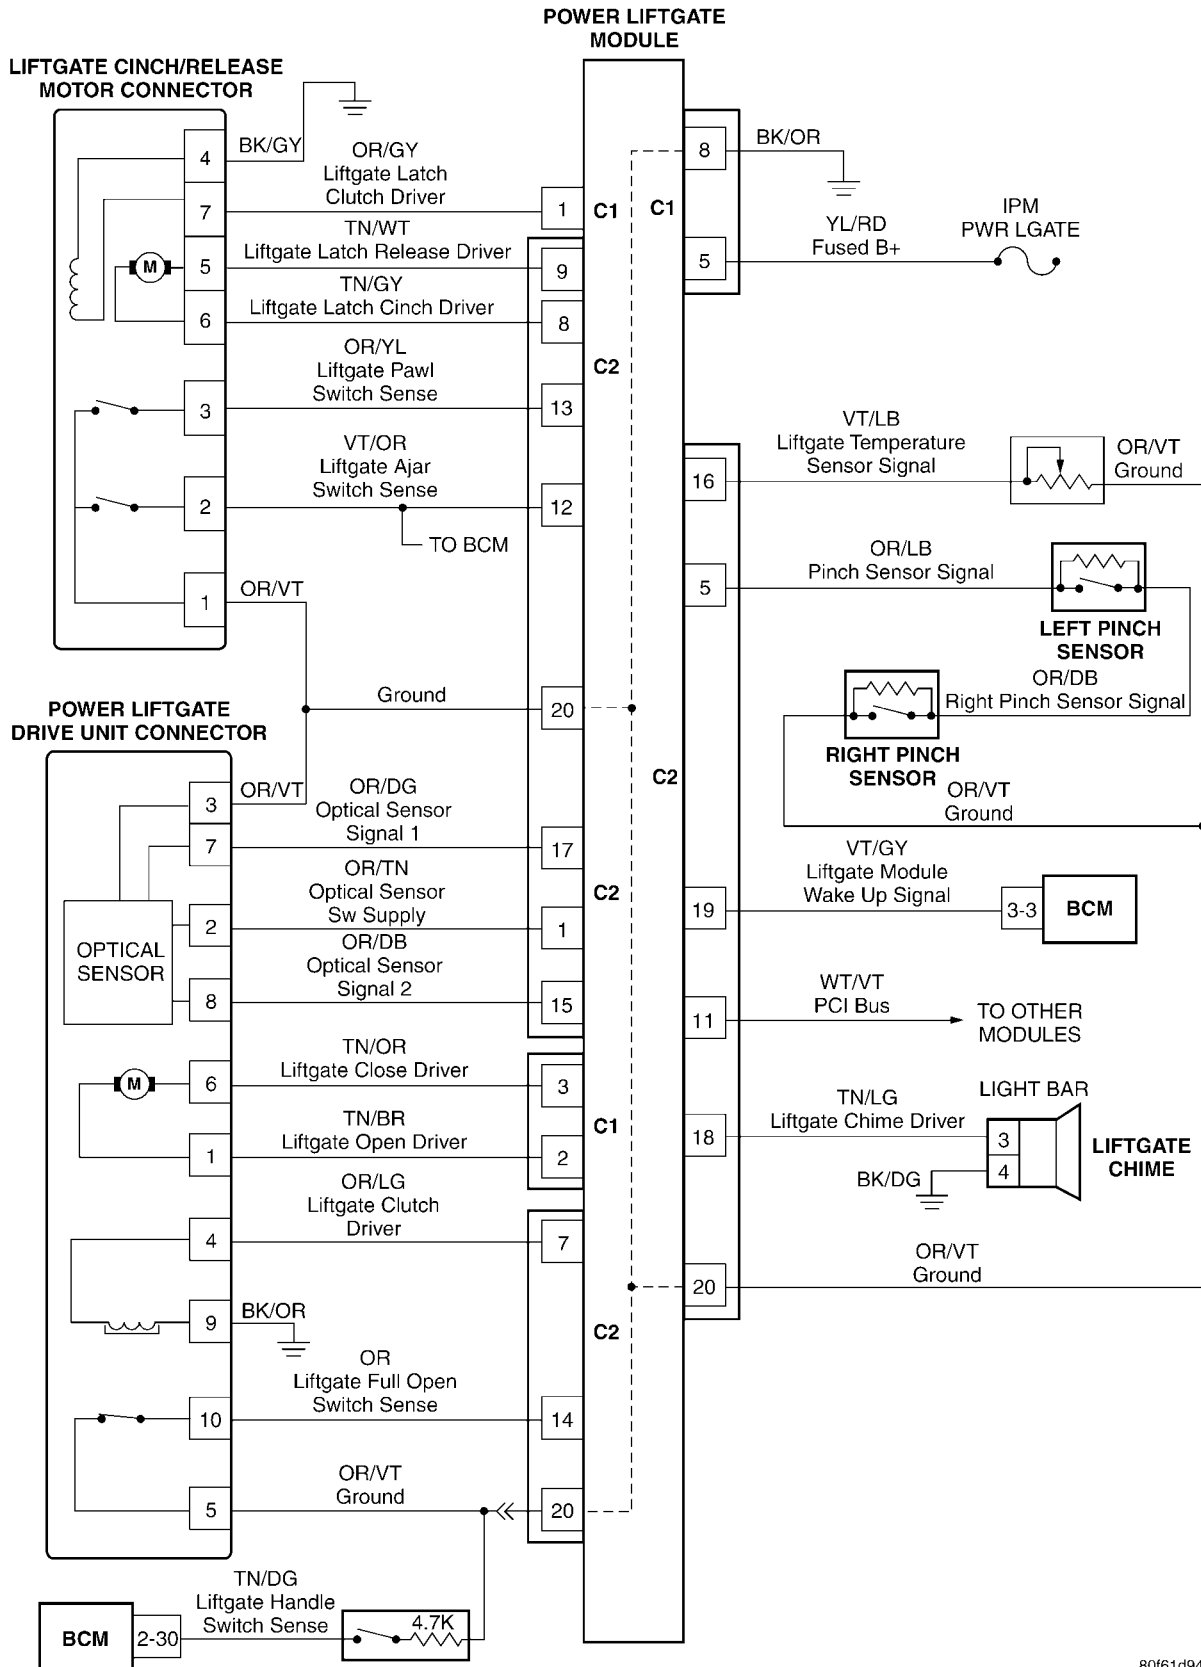 POWER LIFTGATE
MODULE
LIFTGATE CINCH/RELEASE
MOTOR CONNECTOR
4
BK/GY
7
OR/GY
Liftgate Latch
Clutch Driver
1
C1
M
5
TN/WT
Liftgate Latch Release Driver
9
6
TN/GY
Liftgate Latch Cinch Driver
8
C2
3
OR/YL
Liftgate Pawl
Switch Sense
13
2
VT/OR
Liftgate Ajar
Switch Sense
12
TO BCM
1
OR/VT
Ground
20
POWER LIFTGATE
DRIVE UNIT CONNECTOR
3
OR/VT
7
OR/DG
Optical Sensor
Signal 1
17
OPTICAL
SENSOR
2
OR/TN
Optical Sensor
Sw Supply
1
C2
8
OR/DB
Optical Sensor
Signal 2
15
M
6
TN/OR
Liftgate Close Driver
3
1
TN/BR
Liftgate Open Driver
2
C1
4
OR/LG
Liftgate Clutch
Driver
7
9
BK/OR
C2
10
OR
Liftgate Full Open
Switch Sense
14
5
OR/VT
Ground
20
BCM
2-30
TN/DG
Liftgate Handle
Switch Sense
4.7K
C1
8
BK/OR
5
YL/RD
Fused B+
IPM
PWR LGATE
16
VT/LB
Liftgate Temperature
Sensor Signal
OR/VT
Ground
5
OR/LB
Pinch Sensor Signal
LEFT PINCH
SENSOR
OR/DB
Right Pinch Sensor Signal
RIGHT PINCH
SENSOR
OR/VT
Ground
C2
19
VT/GY
Liftgate Module
Wake Up Signal
3-3
BCM
11
WT/VT
PCI Bus
TO OTHER
MODULES
18
TN/LG
Liftgate Chime Driver
LIGHT BAR
3
4
BK/DG
LIFTGATE
CHIME
20
OR/VT
Ground
80f61d94